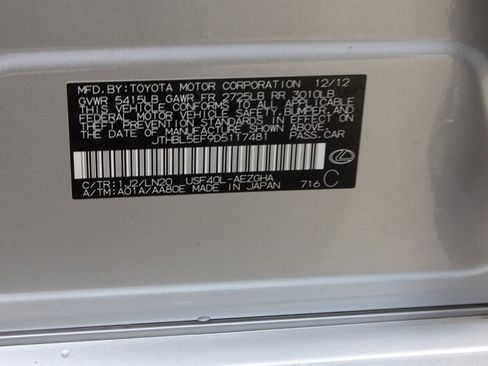 MFD. BY: TOYOTA MOTOR CORPORATION 12/12
GVWR 5415LB GAWR FR 2725LB RR 3010LB
THIS VEHICLE CONFORMS TO ALL APPLICABLE
FEDERAL MOTOR VEHICLE SAFETY, BUMPER, AND
THEFT PREVENTION STANDARDS IN EFFECT ON
THE DATE OF MANUFACTURE SHOWN ABOVE.
JTHBL5EF9D5117481 PASS.CAR
C/TR: 1J2/LN20 USF40L-AEZGHA
A/TM: A01A/AA80E MADE IN JAPAN 716 C